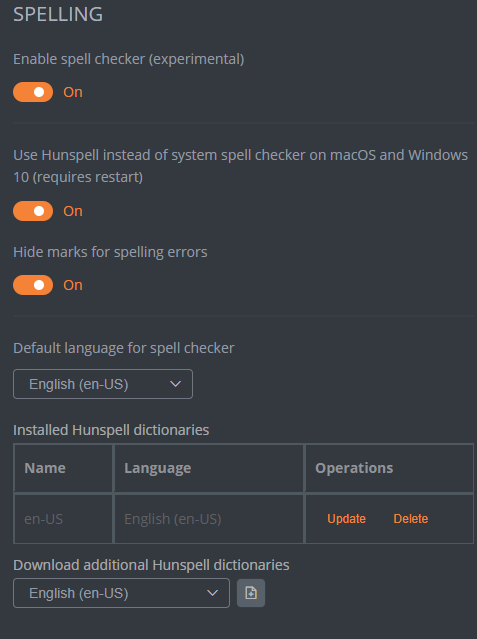 SPELLING
Enable spell checker (experimental)
On
Use Hunspell instead of system spell checker on macOS and Windows
10 (requires restart)
On
Hide marks for spelling errors
On
Default language for spell checker
English (en-US)
Installed Hunspell dictionaries
Name Language Operations
en-US English (en-US) Update Delete
Download additional Hunspell dictionaries
English (en-US)